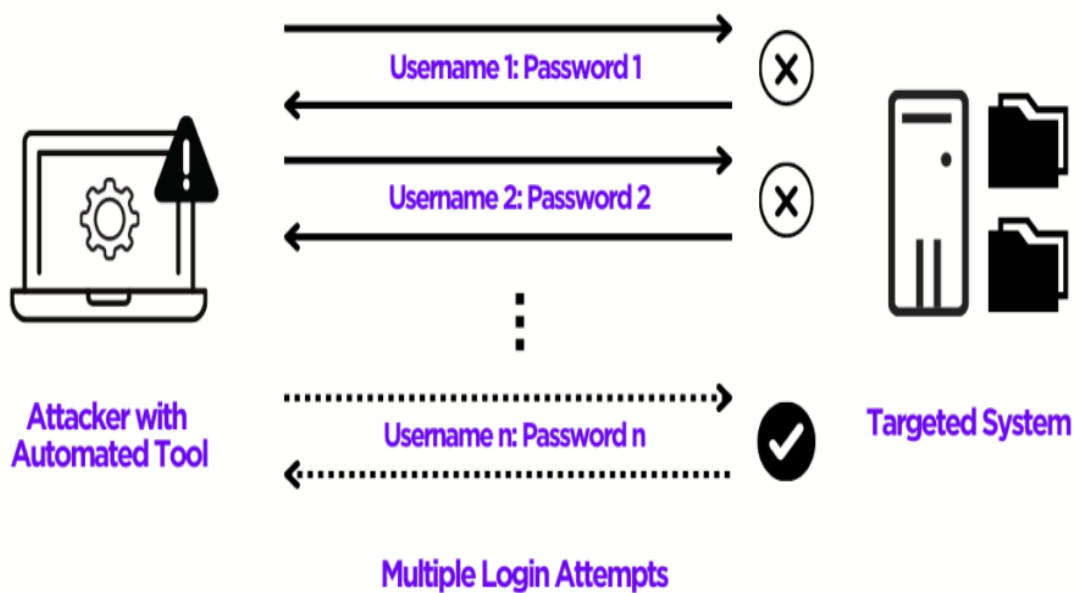 Username 1: Password 1
Username 2: Password 2
Attacker with
Automated Tool
Username n: Password n
Targeted System
Multiple Login Attempts